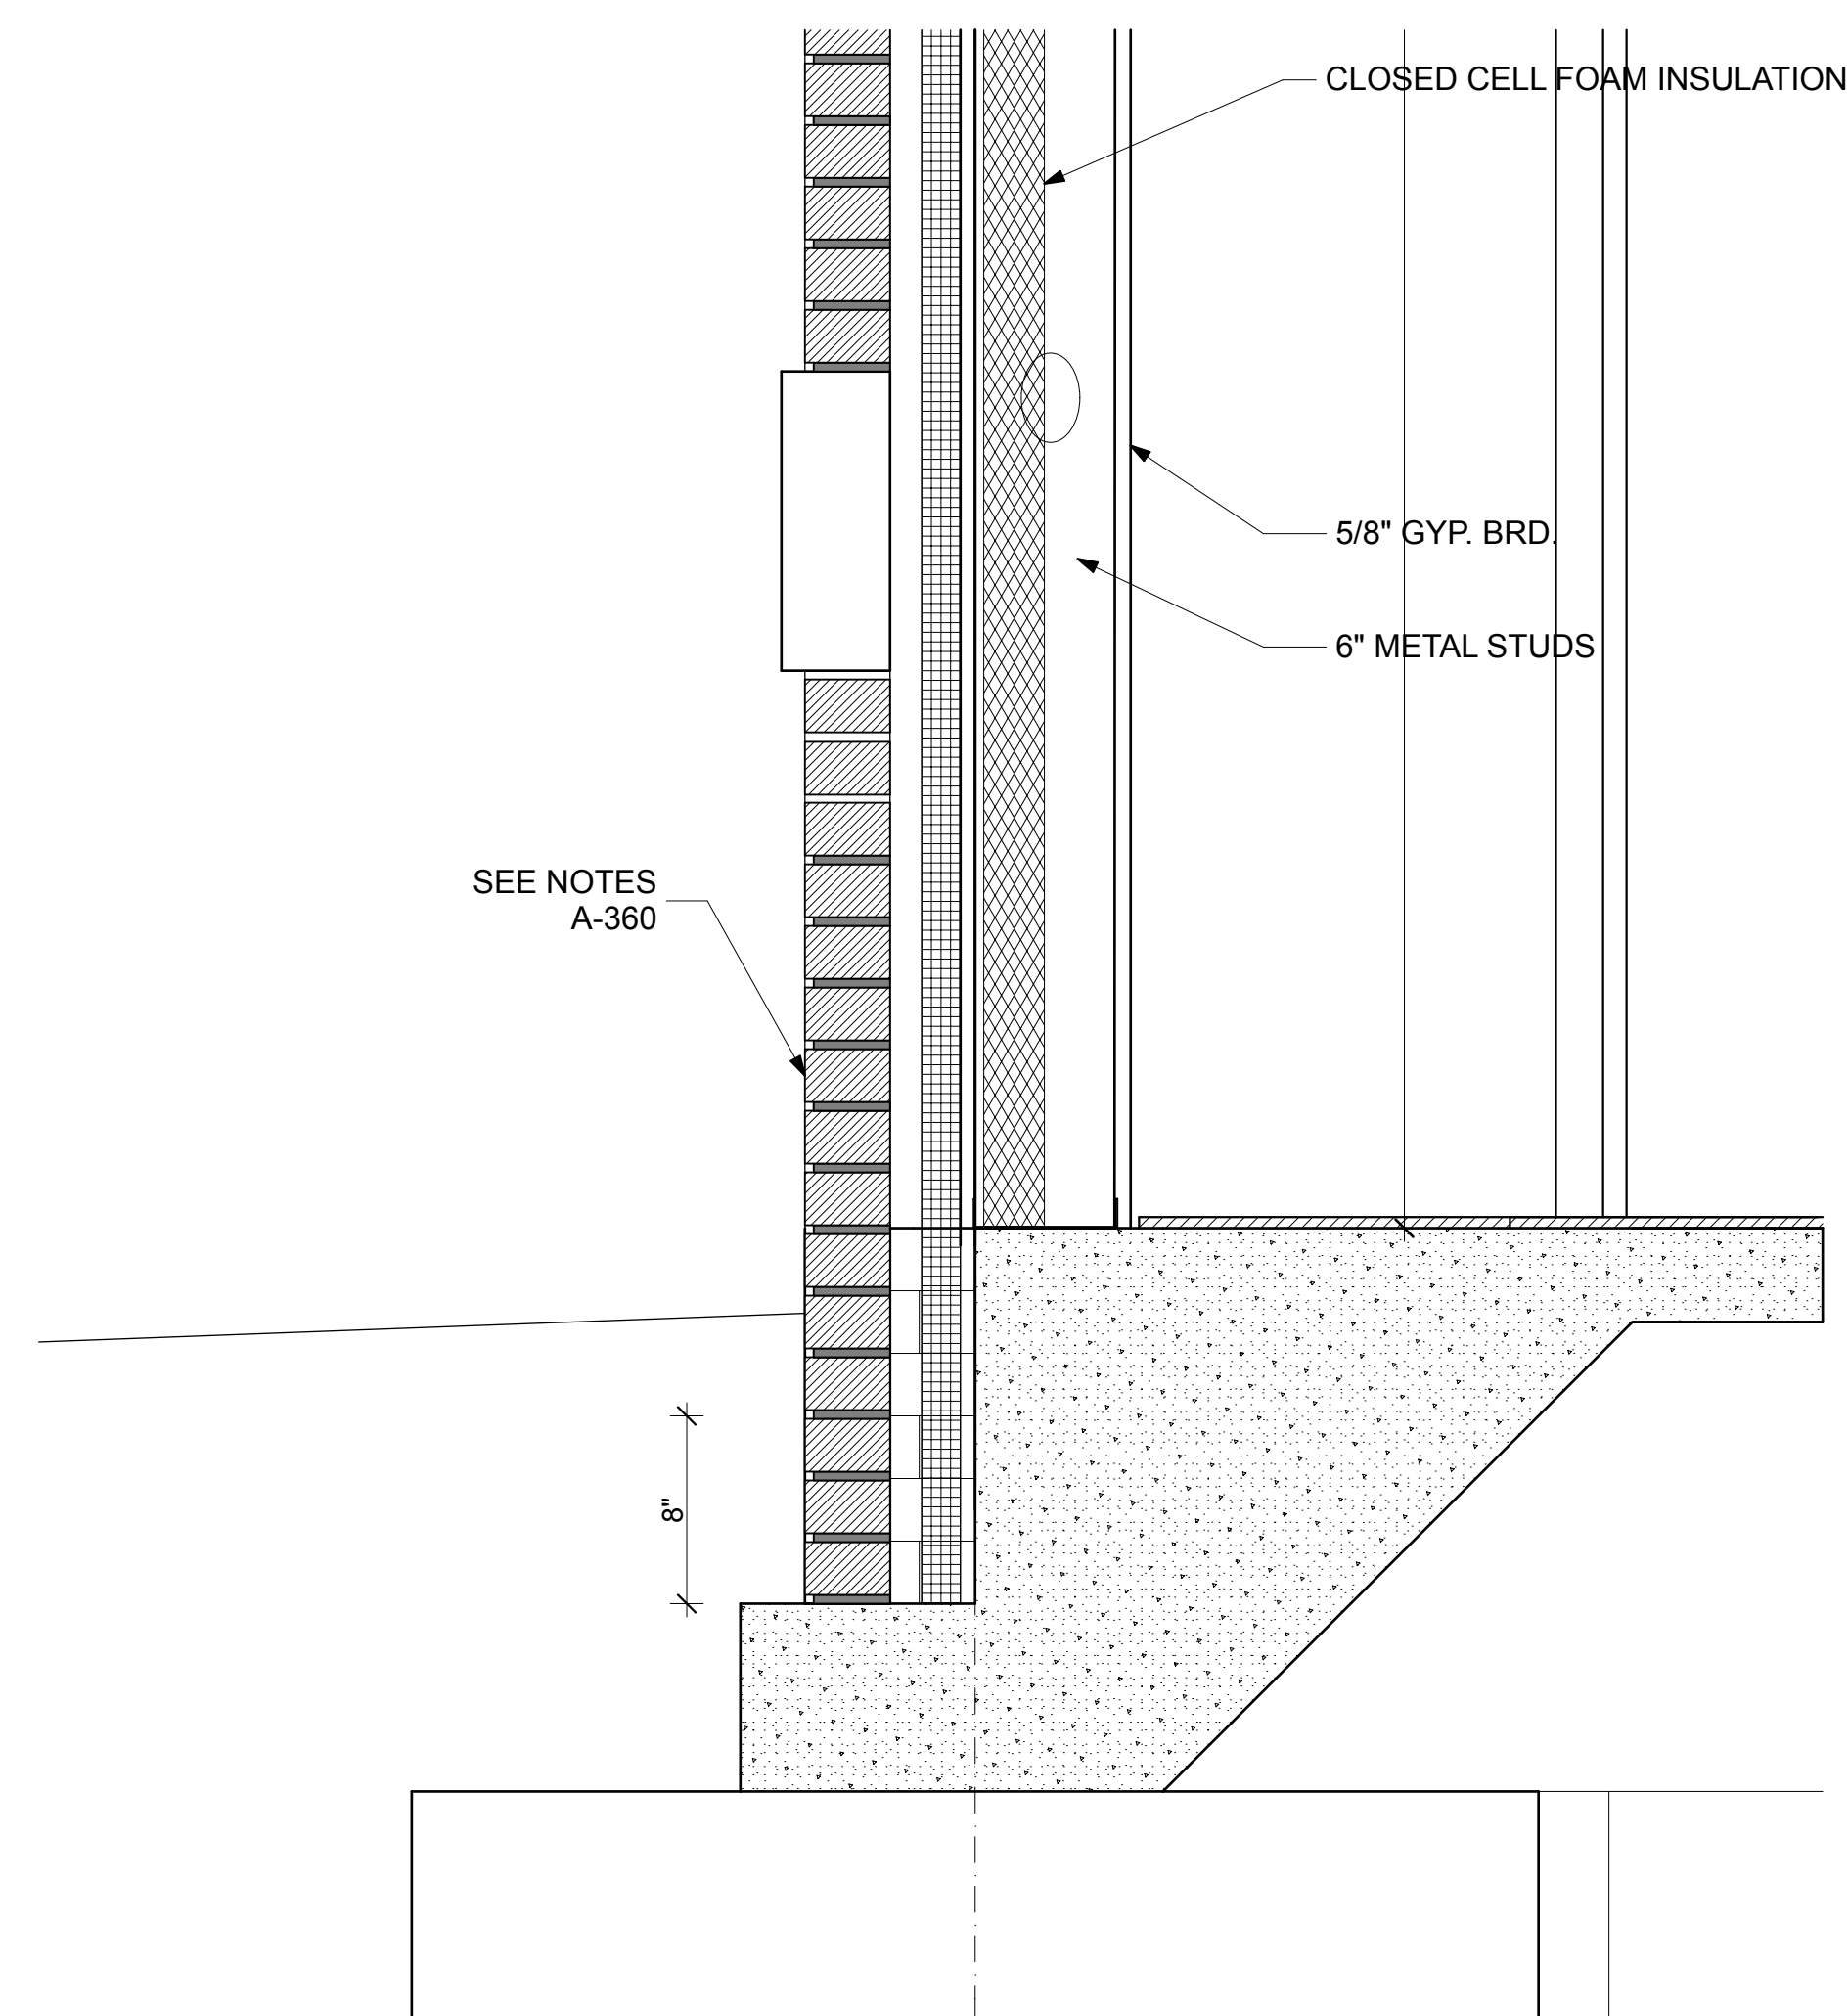 CLOSED CELL FOAM INSULATION
5/8" GYP. BRD.
6" METAL STUDS
SEE NOTES
A-360
8"